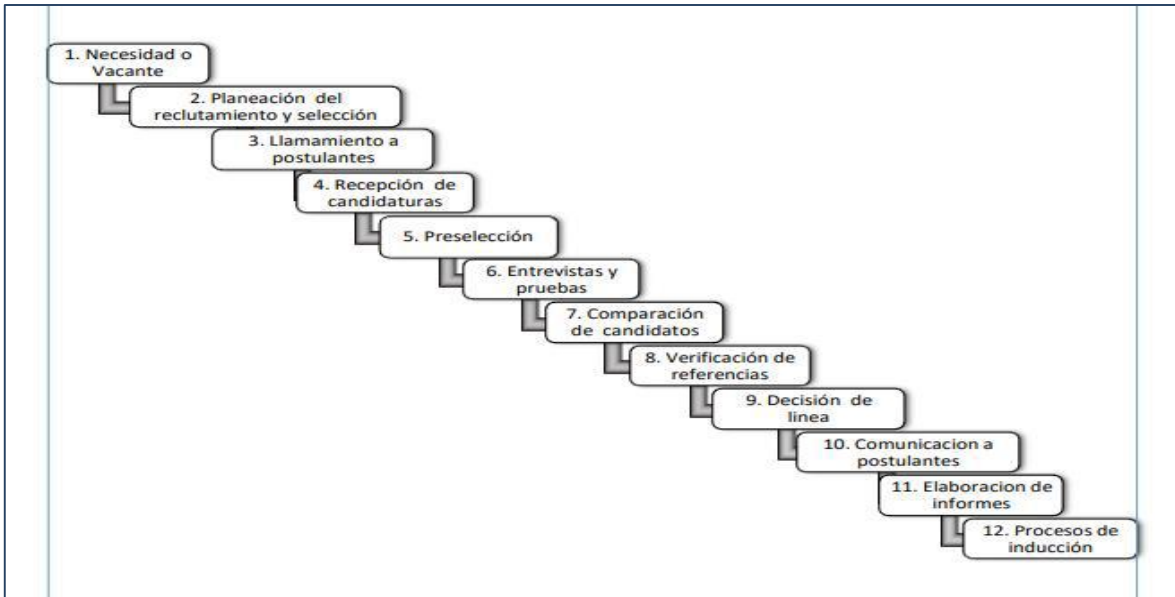 1. Necesidad o
Vacante
2. Planeación del
reclutamiento y selección
3. Llamamiento a
postulantes
4. Recepción de
candidaturas
5. Preselección
6. Entrevistas y
pruebas
7. Comparación
de candidatos
8. Verificación de
referencias
9. Decisión de
linea
10. Comunicacion a
postulantes
11. Elaboracion de
informes
12. Procesos de
inducción